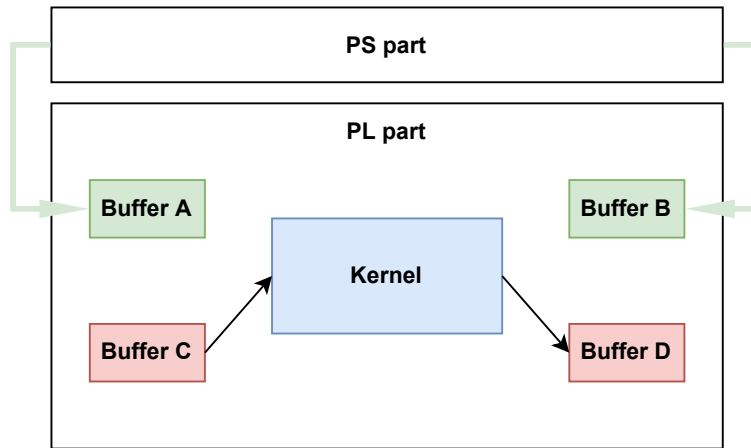 PS part
PL part
Buffer A
Buffer B
Kernel
Buffer C
Buffer D